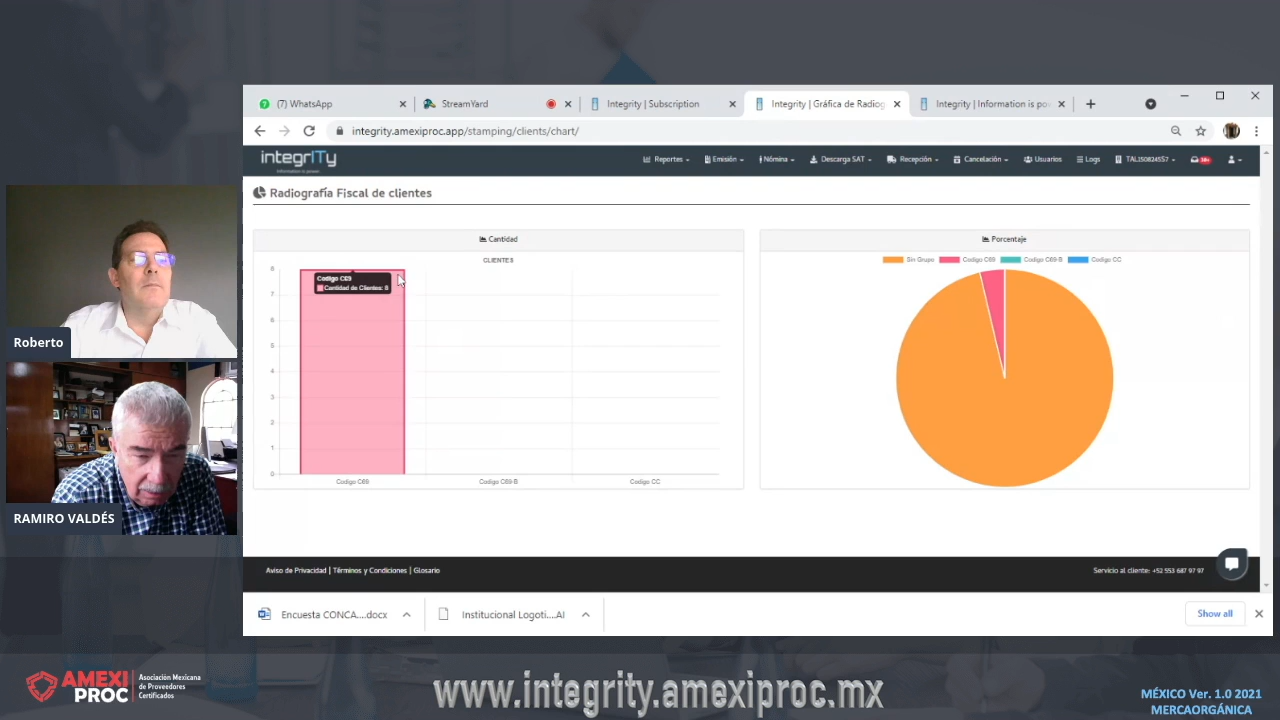 (7) WhatsApp
StreamYard
Integrity | Subscription
Integrity | Gráfica de Radiog
Integrity | Information is pow
integrity.amexiproc.app/stamping/clients/chart/
integrITy
Information is power.
Reportes
Emisión
Nómina
Descarga SAT
Recepción
Cancelación
Usuarios
Logs
Radiografía Fiscal de clientes
Cantidad
Porcentaje
CLIENTES
Sin Grupo
Codigo C69
Codigo C69-B
Codigo CC
8
Codigo C69
Cantidad de Clientes: 8
7
6
5
4
3
2
1
0
Codigo C69
Codigo C69-B
Codigo CC
Roberto
RAMIRO VALDÉS
Aviso de Privacidad | Términos y Condiciones | Glosario
Servicio al cliente: +52 553 687 97 97
Encuesta CONCA....docx
Institucional Logoti....AI
Show all
AMEXI
PROC
Asociación Mexicana
de Proveedores
Certificados
www.integrity.amexiproc.mx
MÉXICO Ver. 1.0 2021
MERCAORGÁNICA